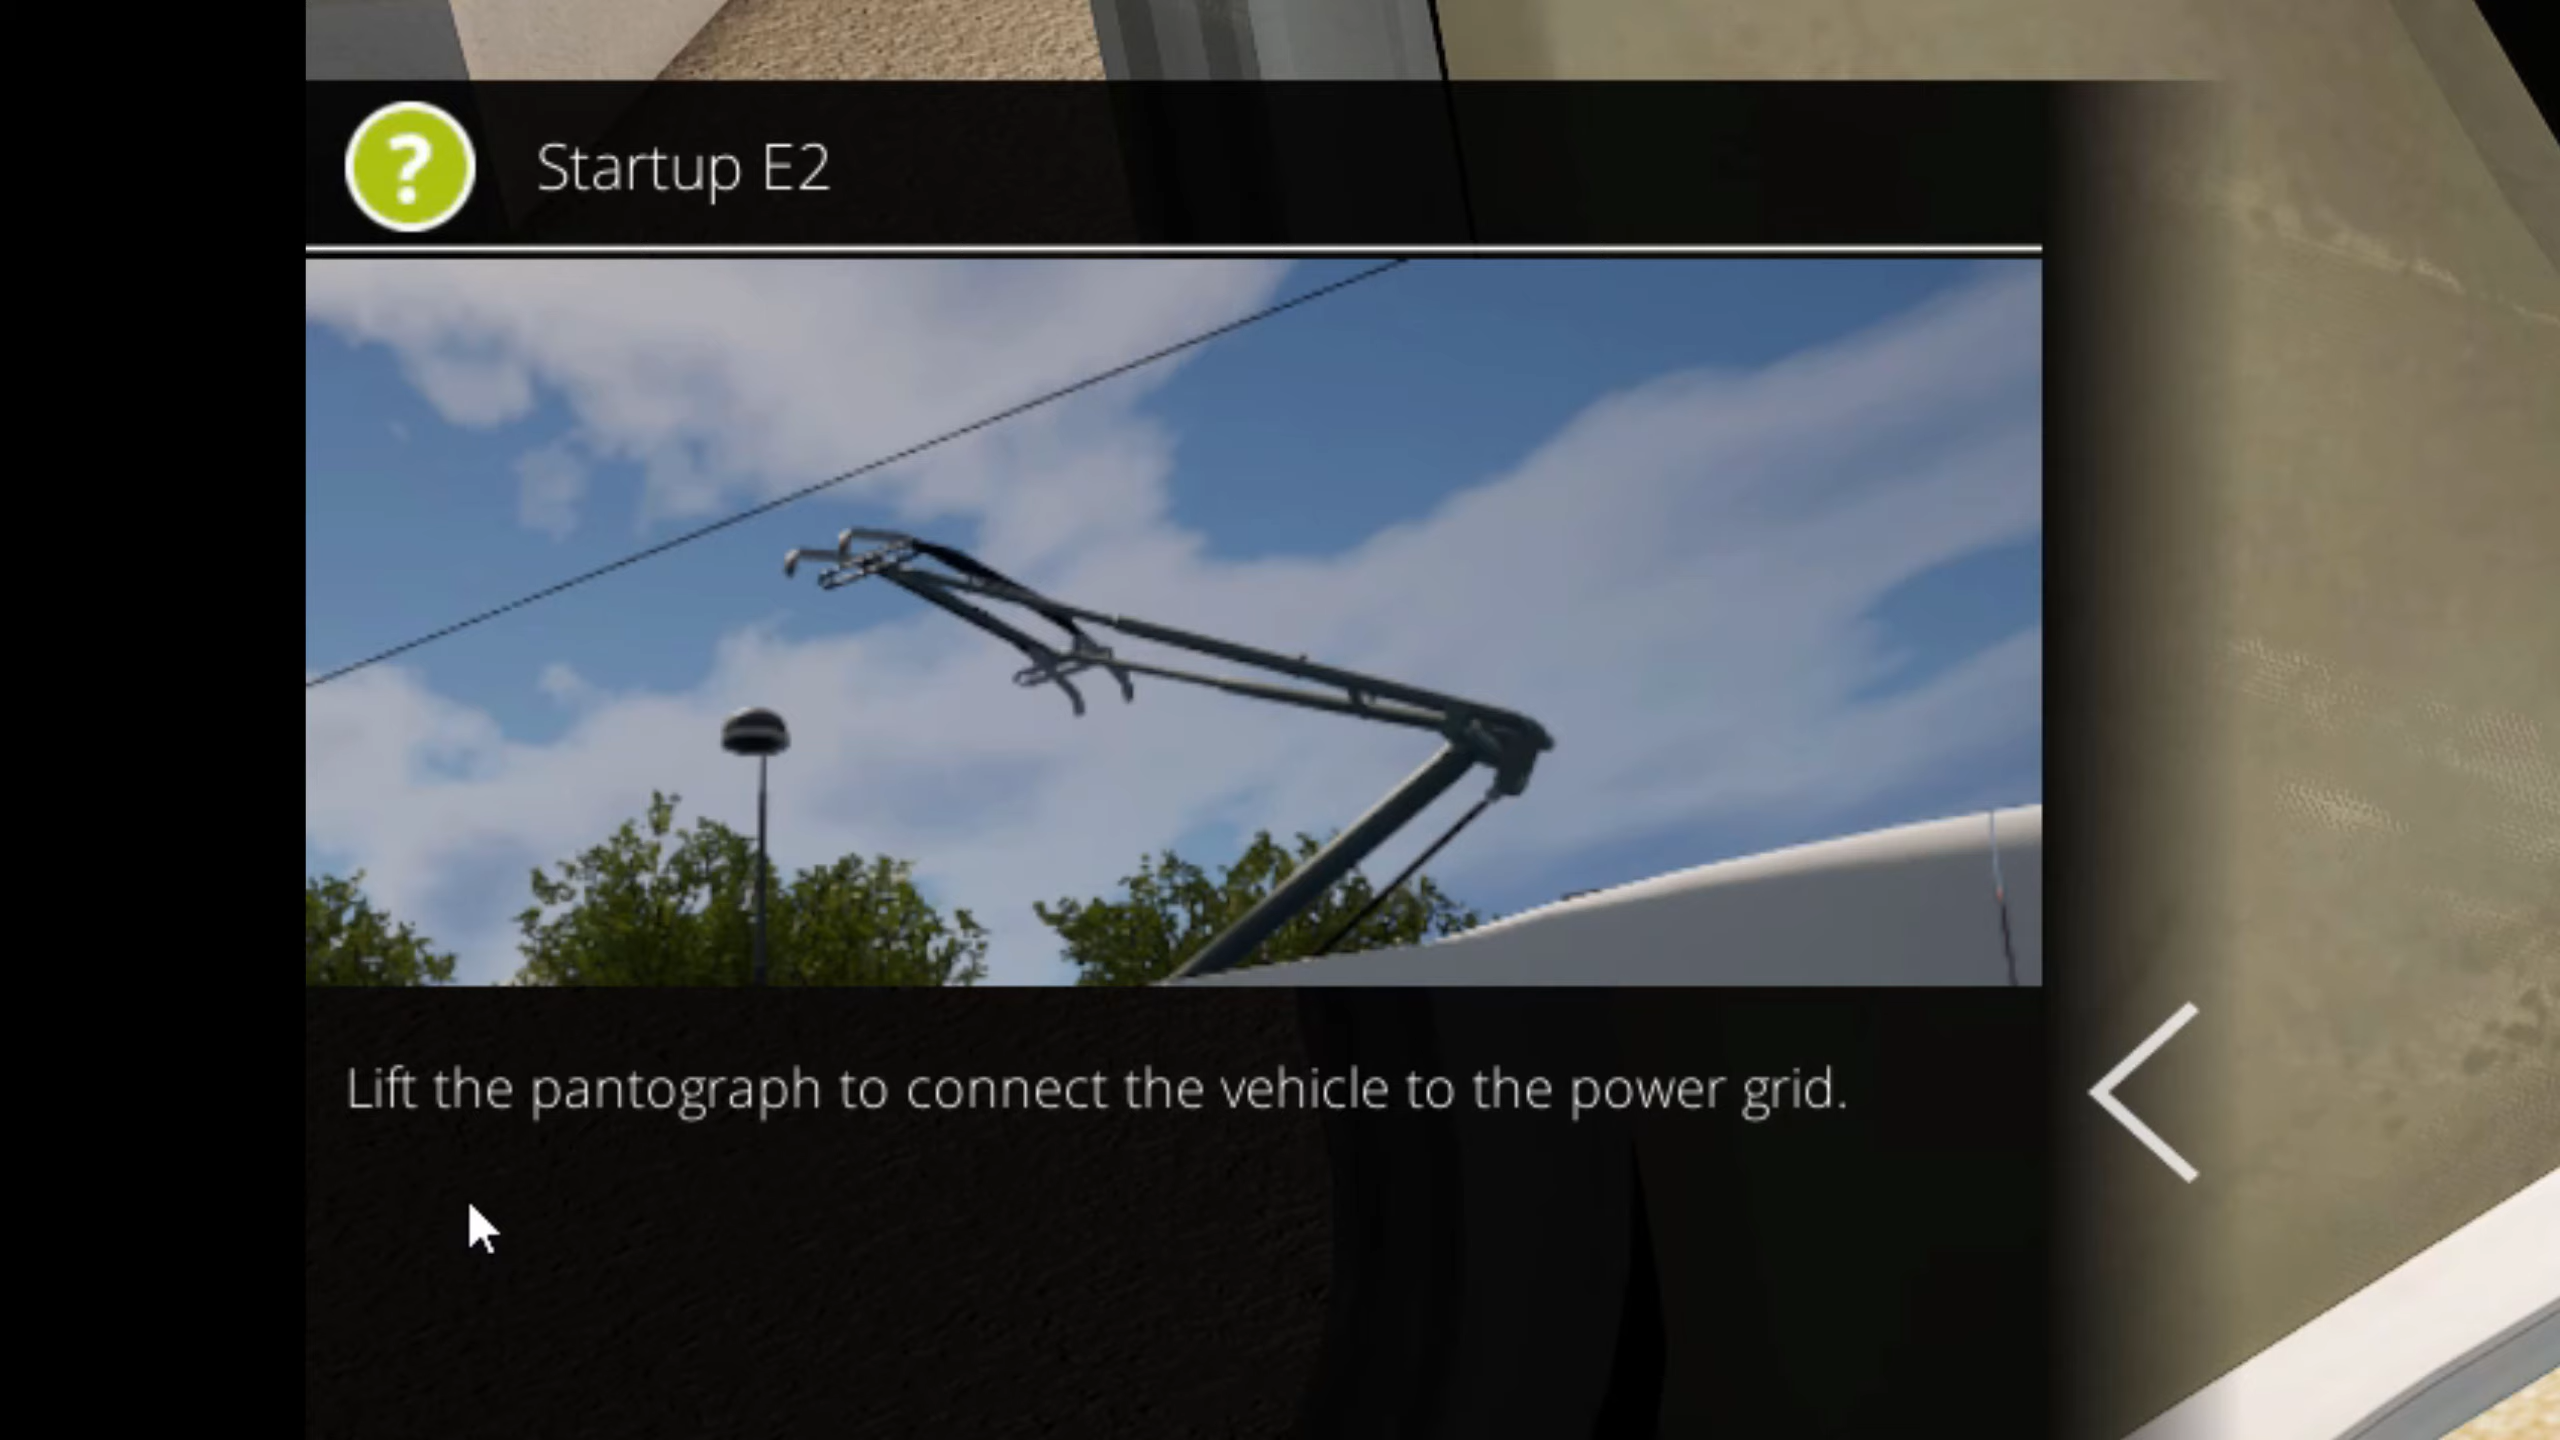 ?
Startup E2
Lift the pantograph to connect the vehicle to the power grid.